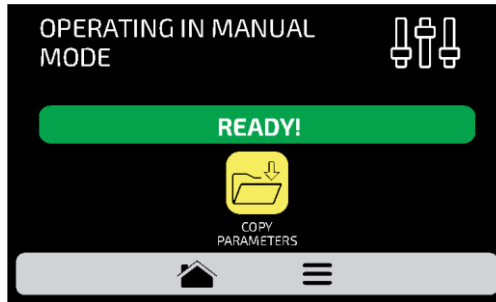 OPERATING IN MANUAL
MODE
READY!
COPY
PARAMETERS